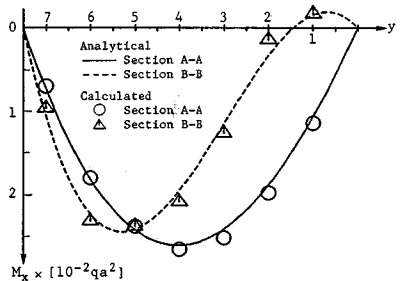 0 7 6 5 4 3 2 1 y
Analytical
Section A-A
Section B-B
Calculated
Section A-A
Section B-B
1
2
Mx × [10⁻²qa²]